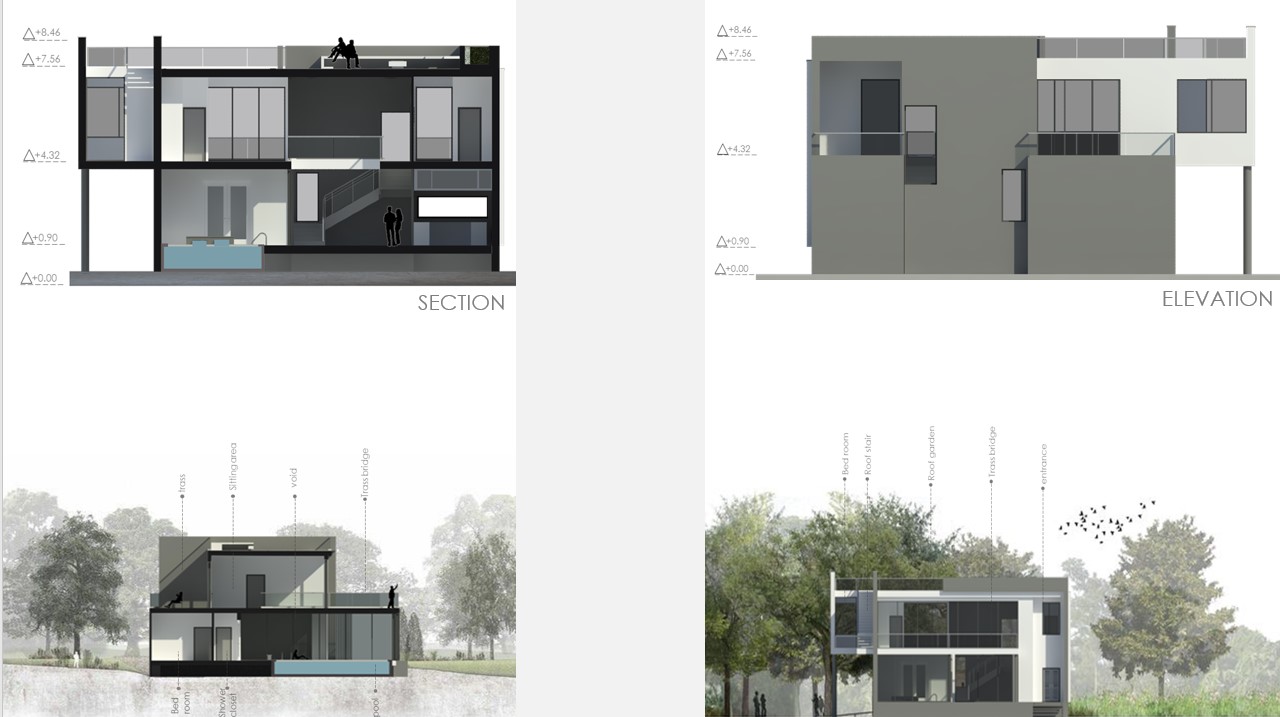 +8.46
+7.56
+4.32
+0.90
+0.00
SECTION
+8.46
+7.56
+4.32
+0.90
+0.00
ELEVATION
trass
Sitting area
void
Trass bridge
Bed
room
shower
closet
pool
Bed room
Roof stair
Roof garden
Trass bridge
entrance